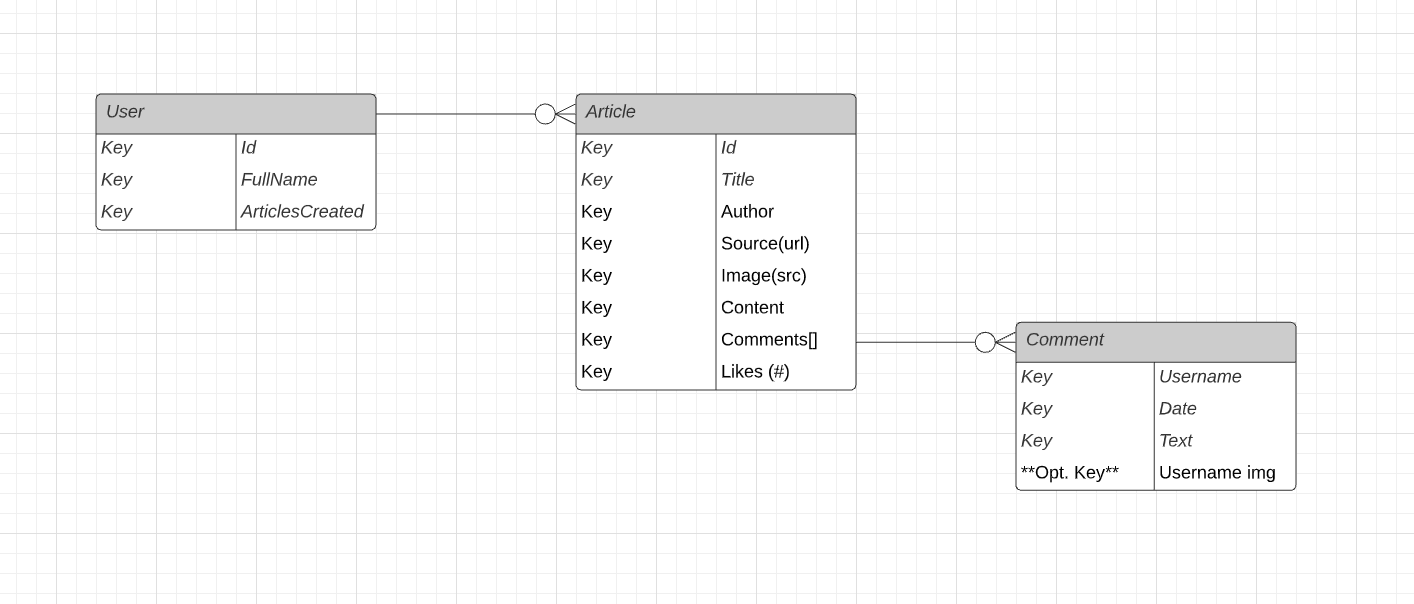 User
Key Id
Key FullName
Key ArticlesCreated
Article
Key Id
Key Title
Key Author
Key Source(url)
Key Image(src)
Key Content
Key Comments[]
Key Likes (#)
Comment
Key Username
Key Date
Key Text
**Opt. Key** Username img